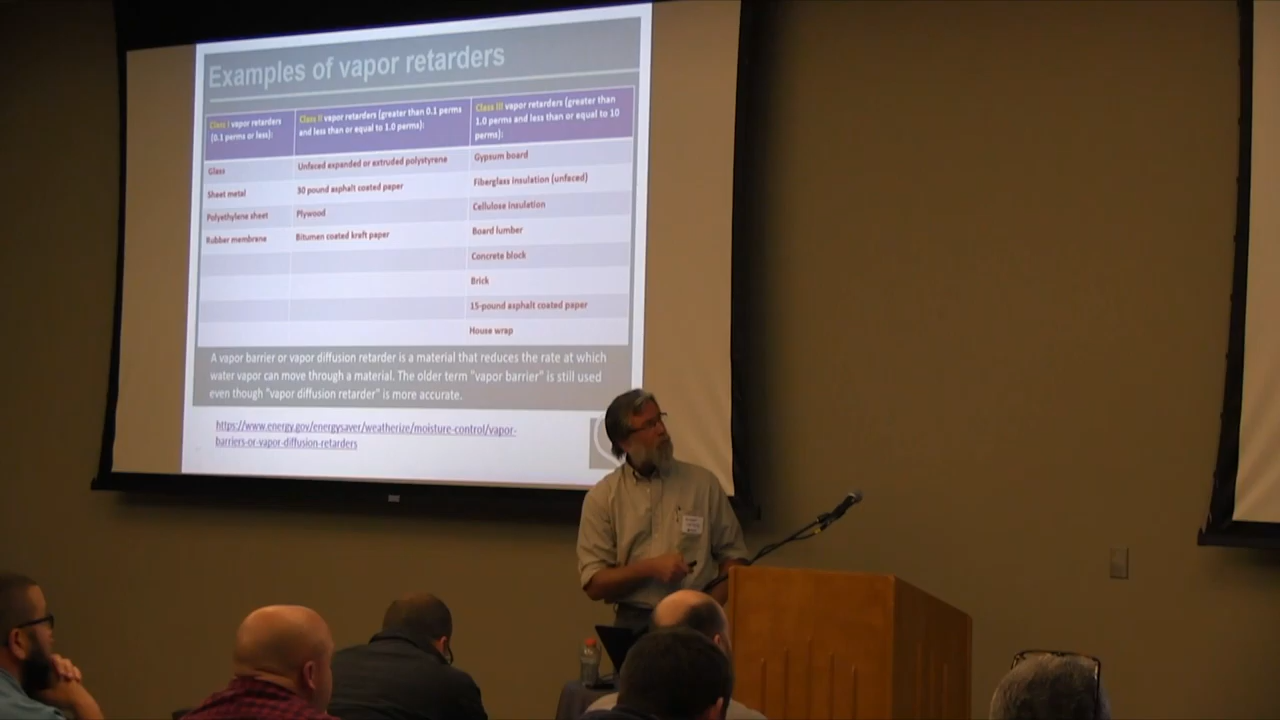 Examples of vapor retarders
Class I vapor retarders
(0.1 perms or less):
Class II vapor retarders (greater than 0.1 perms
and less than or equal to 1.0 perms):
Class III vapor retarders (greater than
1.0 perms and less than or equal to 10
perms):
Glass
Unfaced expanded or extruded polystyrene
Gypsum board
Sheet metal
30 pound asphalt coated paper
Fiberglass insulation (unfaced)
Polyethylene sheet
Plywood
Cellulose insulation
Rubber membrane
Bitumen coated kraft paper
Board lumber
Concrete block
Brick
15-pound asphalt coated paper
House wrap
A vapor barrier or vapor diffusion retarder is a material that reduces the rate at which
water vapor can move through a material. The older term "vapor barrier" is still used
even though "vapor diffusion retarder" is more accurate.
https://www.energy.gov/energysaver/weatherize/moisture-control/vapor-
barriers-or-vapor-diffusion-retarders